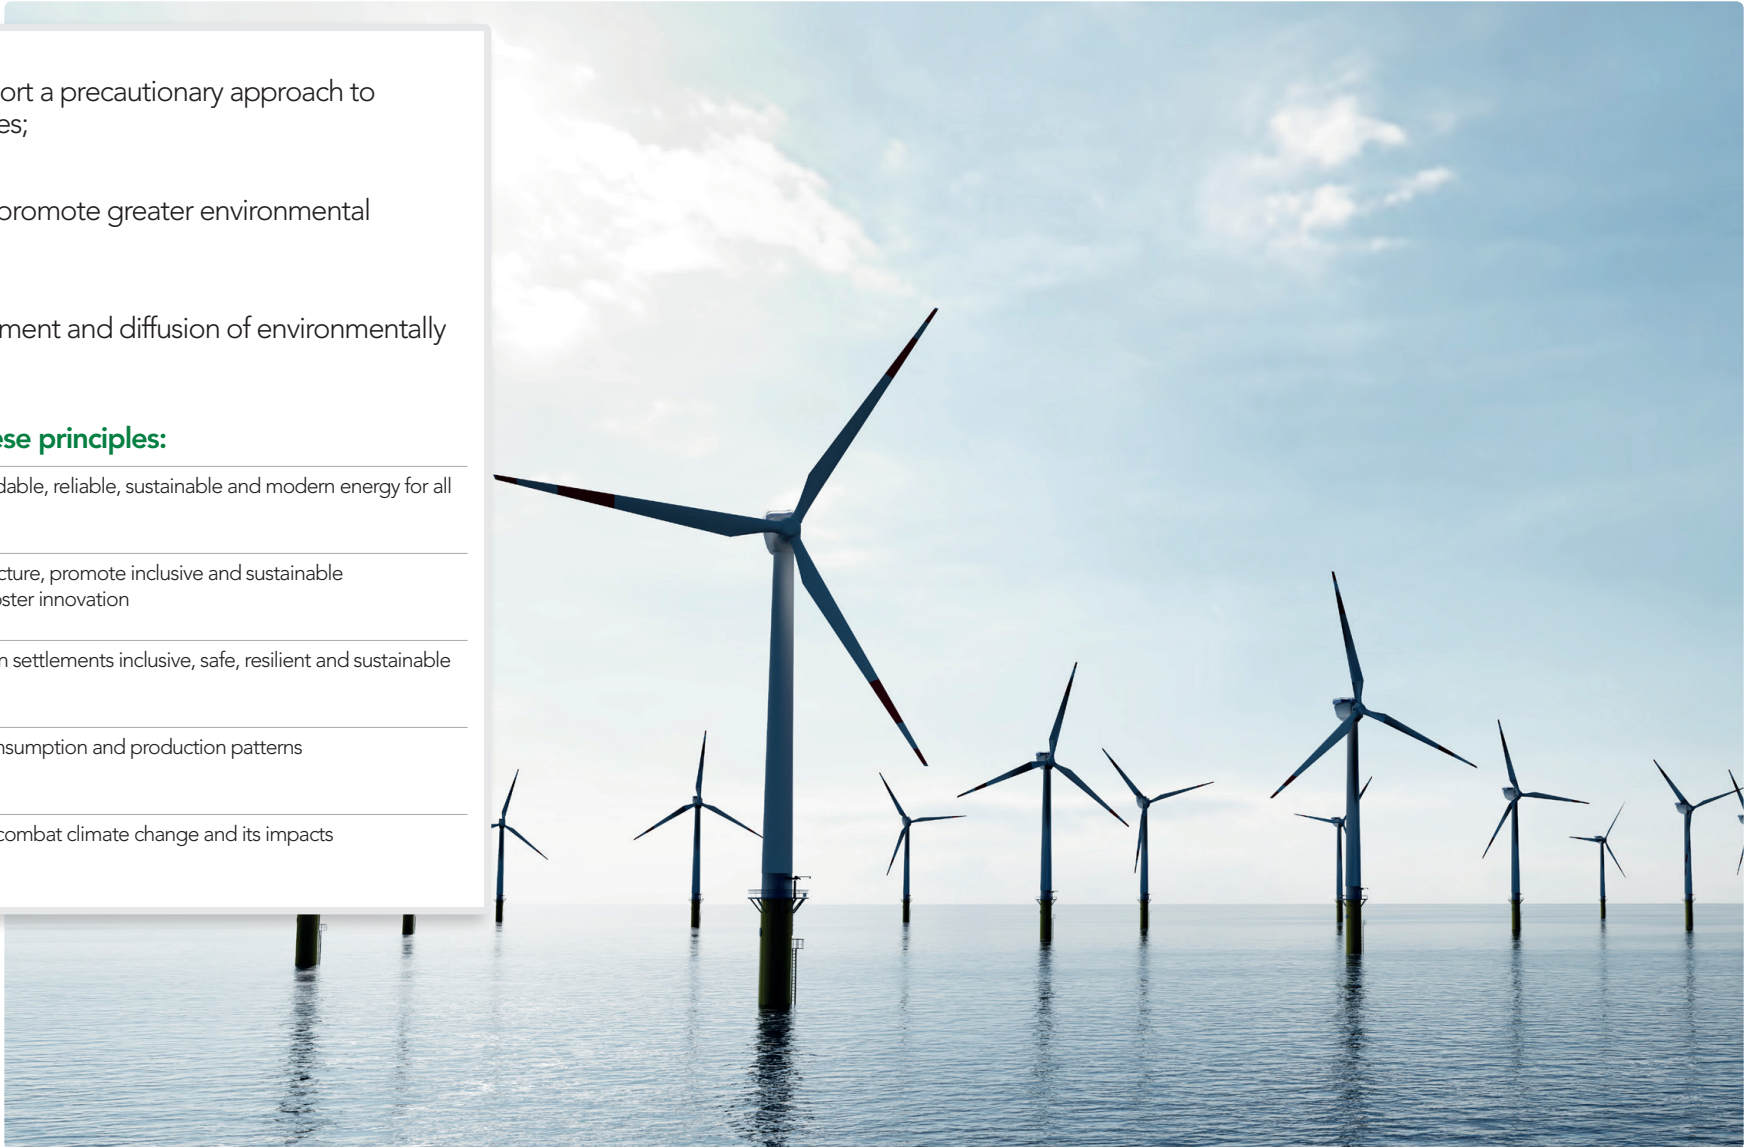 ort a precautionary approach to
es;
promote greater environmental
ment and diffusion of environmentally
ese principles:
dable, reliable, sustainable and modern energy for all
cture, promote inclusive and sustainable
oster innovation
n settlements inclusive, safe, resilient and sustainable
nsumption and production patterns
combat climate change and its impacts